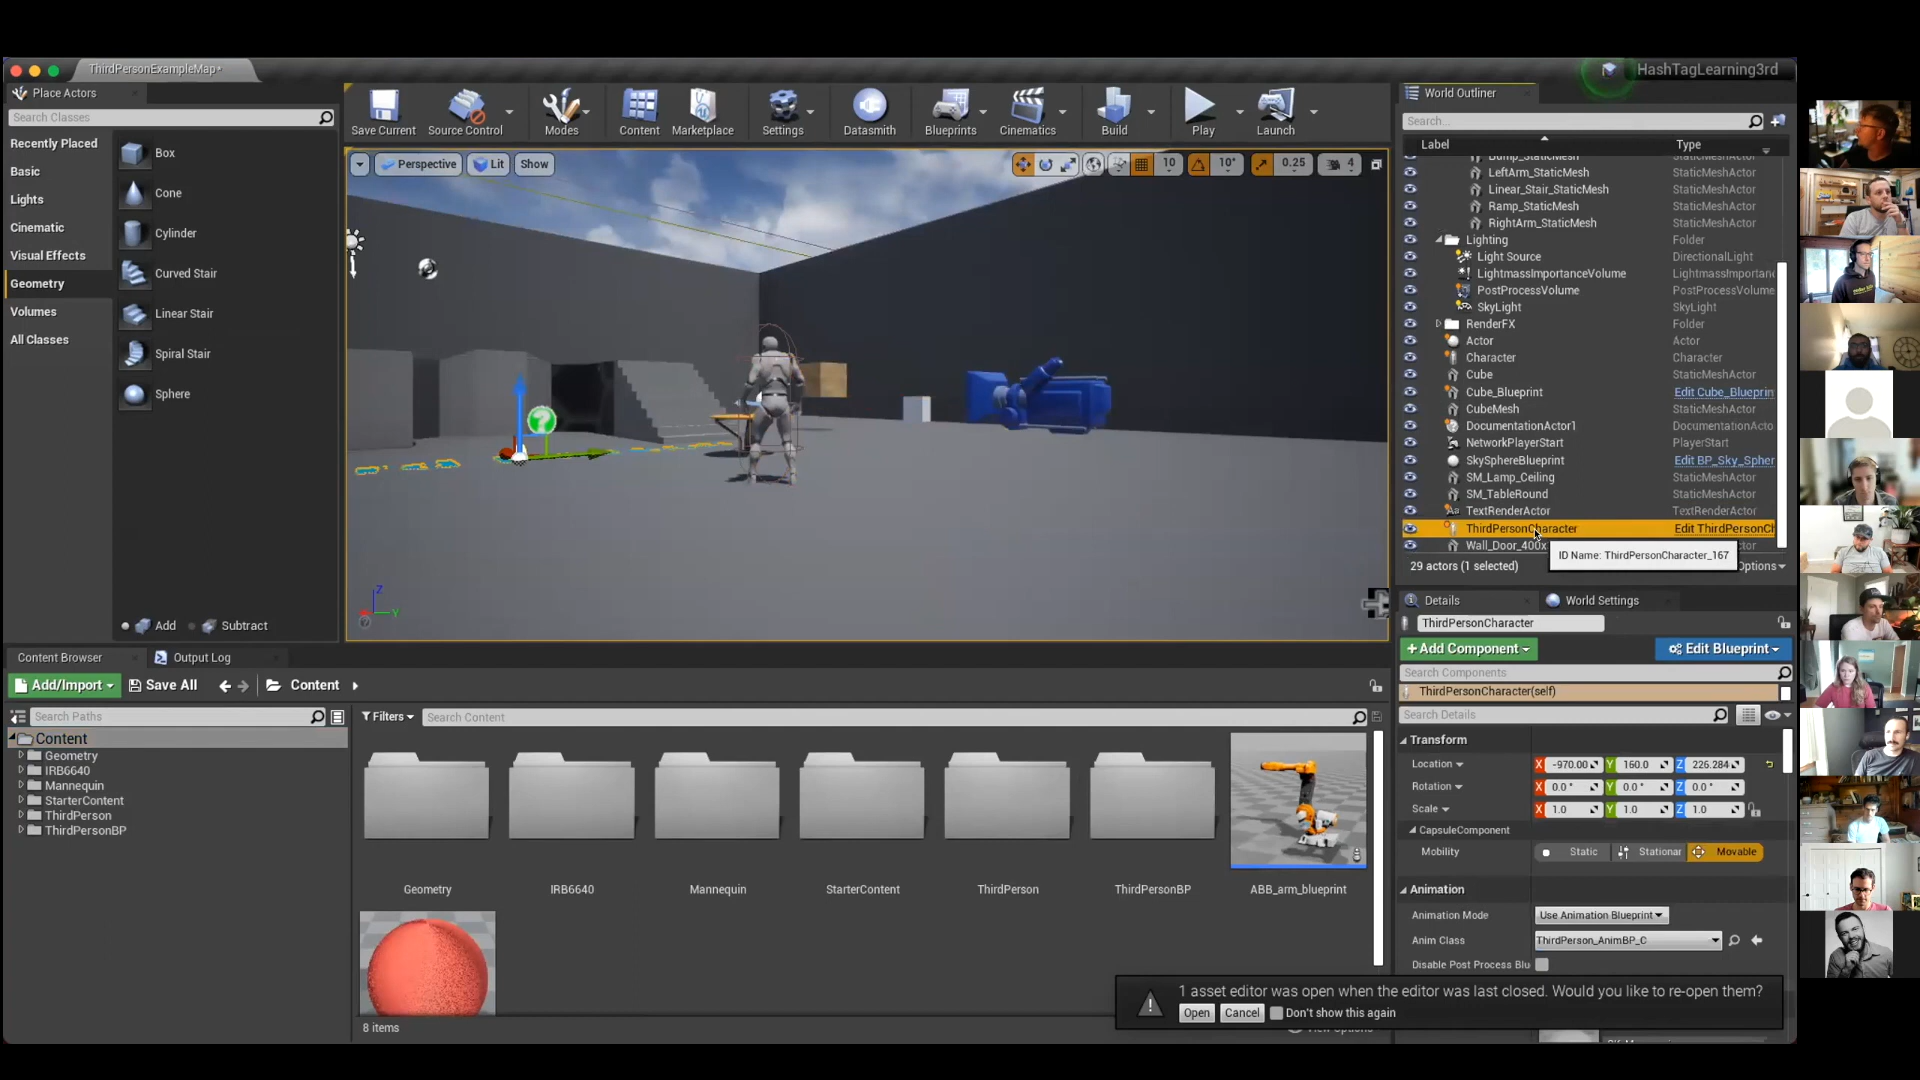 ThirdPersonExampleMap*
HashTagLearning3rd
Place Actors
Search Classes
Recently Placed
Basic
Lights
Cinematic
Visual Effects
Geometry
Volumes
All Classes
Box
Cone
Cylinder
Curved Stair
Linear Stair
Spiral Stair
Sphere
Add
Subtract
Save Current
Source Control
Modes
Content
Marketplace
Settings
Datasmith
Blueprints
Cinematics
Build
Play
Launch
Perspective
Lit
Show
10
10°
0.25
4
Z
Y
World Outliner
Search...
Label
Type
Bump_StaticMesh StaticMeshActor
LeftArm_StaticMesh StaticMeshActor
Linear_Stair_StaticMesh StaticMeshActor
Ramp_StaticMesh StaticMeshActor
RightArm_StaticMesh StaticMeshActor
Lighting Folder
Light Source DirectionalLight
LightmassImportanceVolume LightmassImportanc
PostProcessVolume PostProcessVolume
SkyLight SkyLight
RenderFX Folder
Actor Actor
Character Character
Cube StaticMeshActor
Cube_Blueprint Edit Cube_Blueprin
CubeMesh StaticMeshActor
DocumentationActor1 DocumentationActo
NetworkPlayerStart PlayerStart
SkySphereBlueprint Edit BP_Sky_Spher
SM_Lamp_Ceiling StaticMeshActor
SM_TableRound StaticMeshActor
TextRenderActor TextRenderActor
ThirdPersonCharacter Edit ThirdPersonCh
Wall_Door_400x ctor
ID Name: ThirdPersonCharacter_167
29 actors (1 selected)
Options
Details
World Settings
ThirdPersonCharacter
+Add Component
Edit Blueprint
Search Components
ThirdPersonCharacter(self)
Search Details
Transform
Location X -970.00 Y 160.0 Z 226.284
Rotation X 0.0° Y 0.0° Z 0.0°
Scale X 1.0 Y 1.0 Z 1.0
CapsuleComponent
Mobility Static Stationar Movable
Animation
Animation Mode Use Animation Blueprint
Anim Class ThirdPerson_AnimBP_C
Disable Post Process Blu
Content Browser
Output Log
Add/Import
Save All
Content
Search Paths
Filters
Search Content
Content
Geometry
IRB6640
Mannequin
StarterContent
ThirdPerson
ThirdPersonBP
Geometry
IRB6640
Mannequin
StarterContent
ThirdPerson
ThirdPersonBP
ABB_arm_blueprint
8 items
1 asset editor was open when the editor was last closed. Would you like to re-open them?
Open
Cancel
Don't show this again